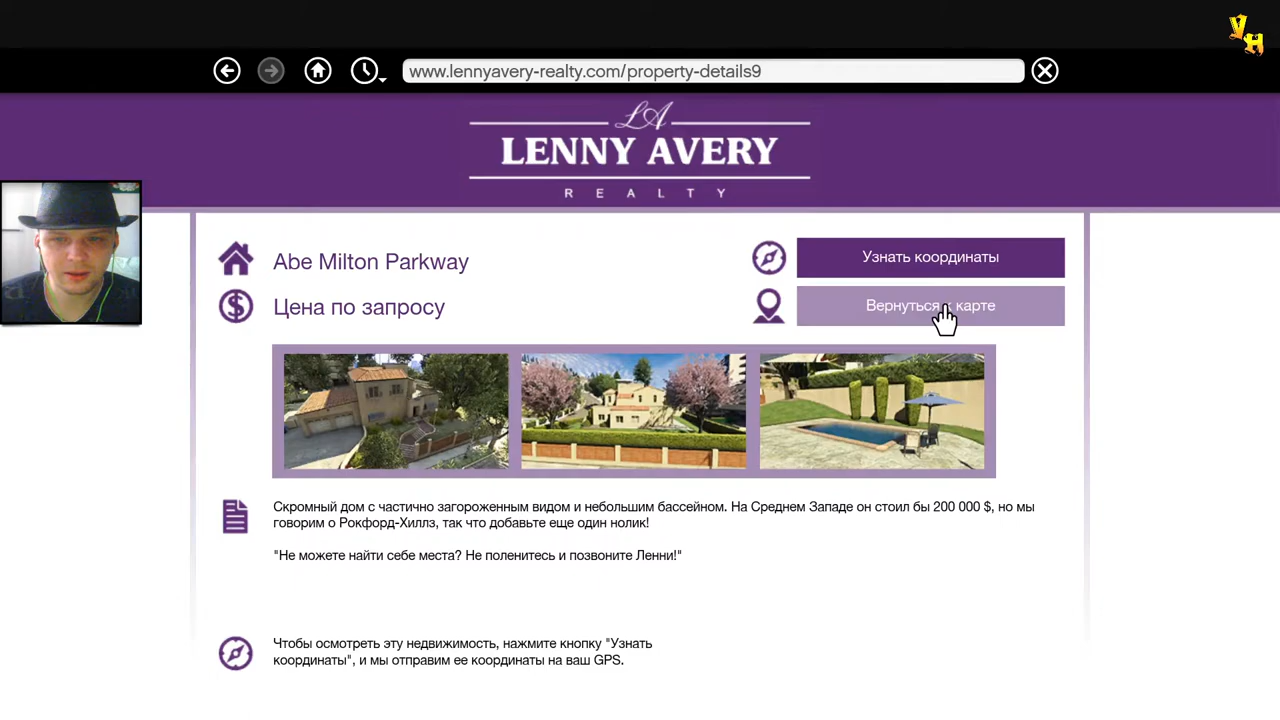 YH
www.lennyavery-realty.com/property-details9
LA
LENNY AVERY
REALTY
Abe Milton Parkway
Узнать координаты
Цена по запросу
Вернуться к карте
Скромный дом с частично загороженным видом и небольшим бассейном. На Среднем Западе он стоил бы 200 000 $, но мы
говорим о Рокфорд-Хиллз, так что добавьте еще один нолик!
"Не можете найти себе места? Не поленитесь и позвоните Ленни!"
Чтобы осмотреть эту недвижимость, нажмите кнопку "Узнать
координаты", и мы отправим ее координаты на ваш GPS.